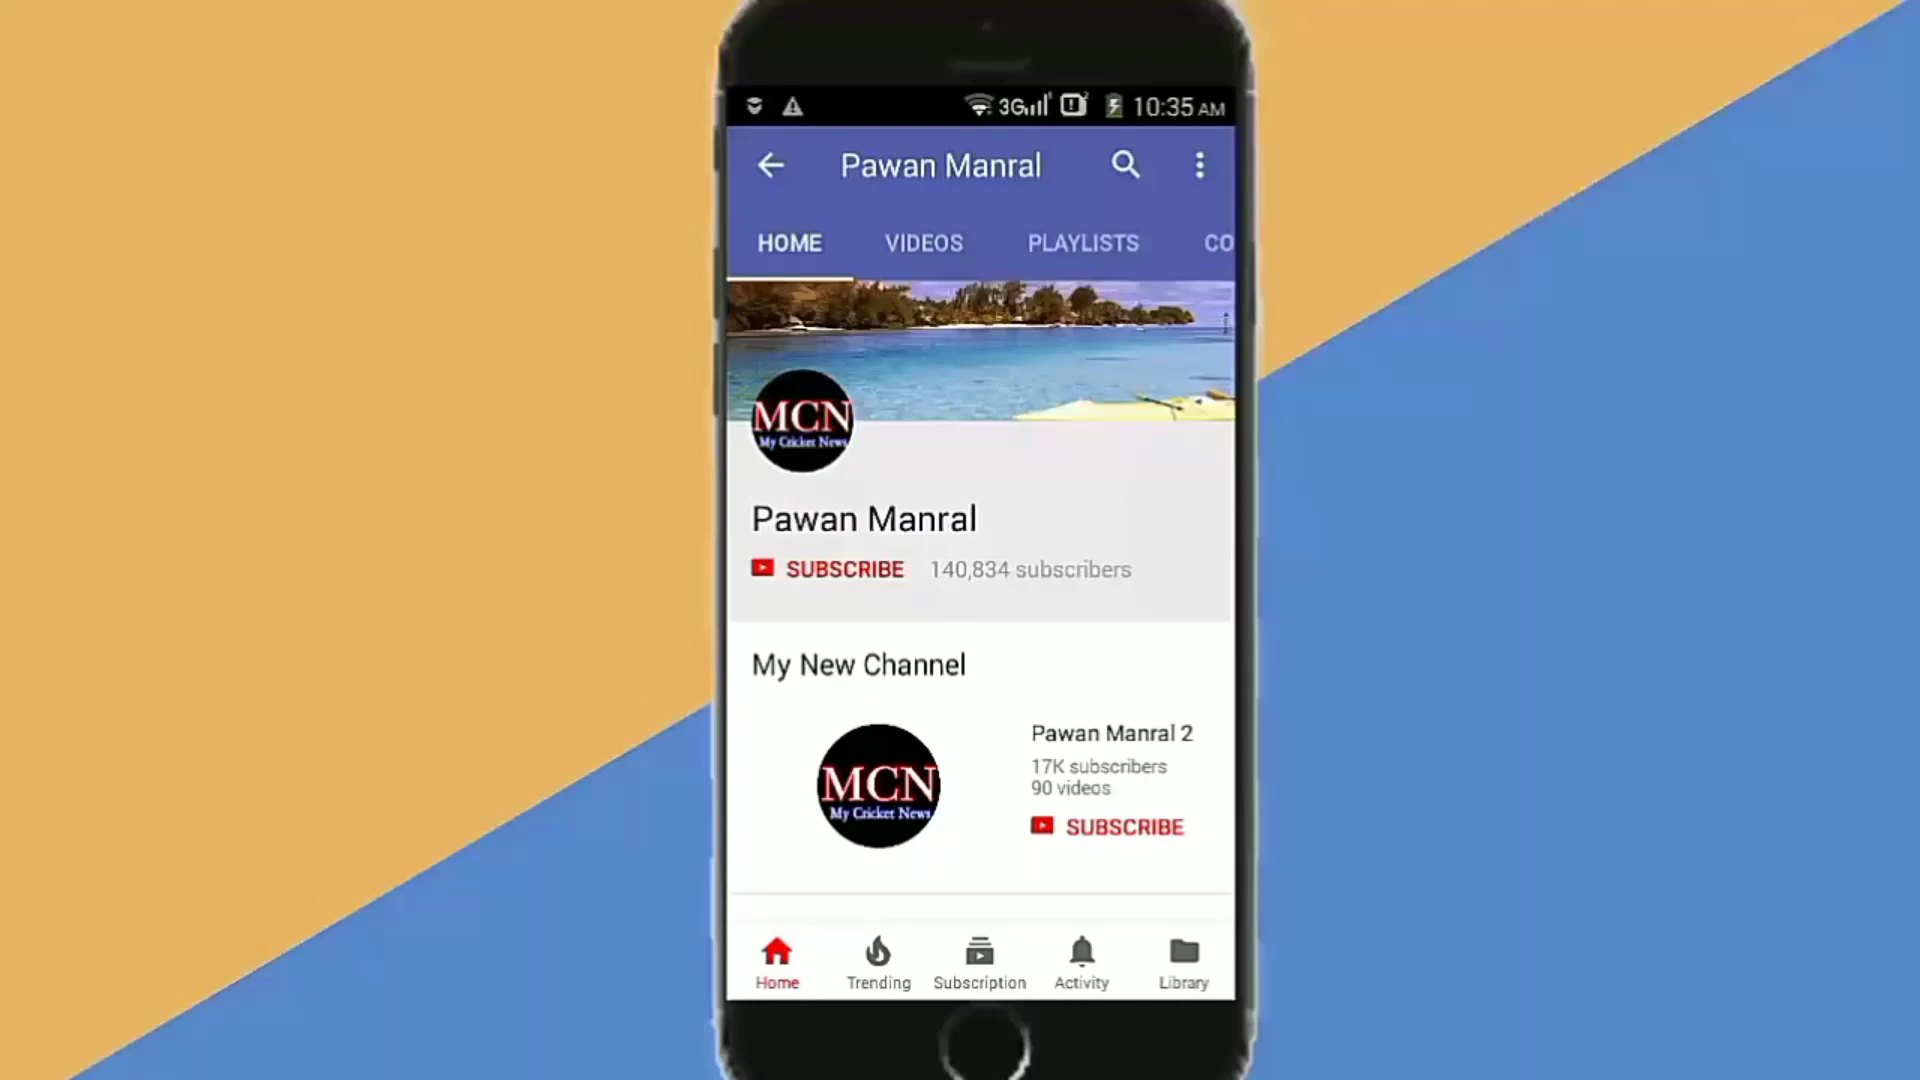 3G 10:35 AM
Pawan Manral
HOME VIDEOS PLAYLISTS CO
MCN
My Cricket News
Pawan Manral
SUBSCRIBE 140,834 subscribers
My New Channel
MCN
My Cricket News
Pawan Manral 2
17K subscribers
90 videos
SUBSCRIBE
Home Trending Subscription Activity Library